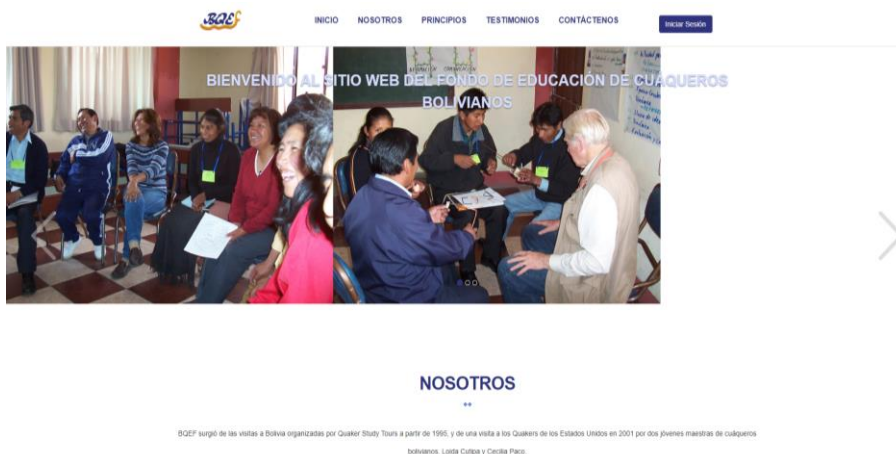 BQEF
INICIO NOSOTROS PRINCIPIOS TESTIMONIOS CONTÁCTENOS
Iniciar Sesión
BIENVENIDO AL SITIO WEB DEL FONDO DE EDUCACIÓN DE CUÁQUEROS
BOLIVIANOS
NOSOTROS
BQEF surgió de las visitas a Bolivia organizadas por Quaker Study Tours a partir de 1995, y de una visita a los Quakers de los Estados Unidos en 2001 por dos jóvenes maestras de cuáqueros
bolivianos, Loida Cutipa y Cecilia Paco.